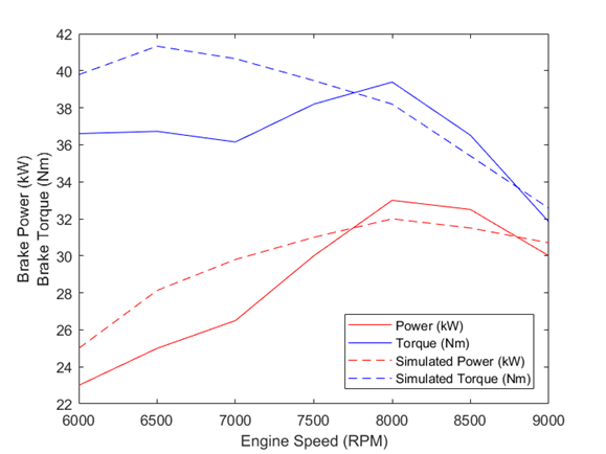 42
40
38
36
34
32
30
28
26
24
22
Brake Power (kW)
Brake Torque (Nm)
6000 6500 7000 7500 8000 8500 9000
Engine Speed (RPM)
Power (kW)
Torque (Nm)
Simulated Power (kW)
Simulated Torque (Nm)